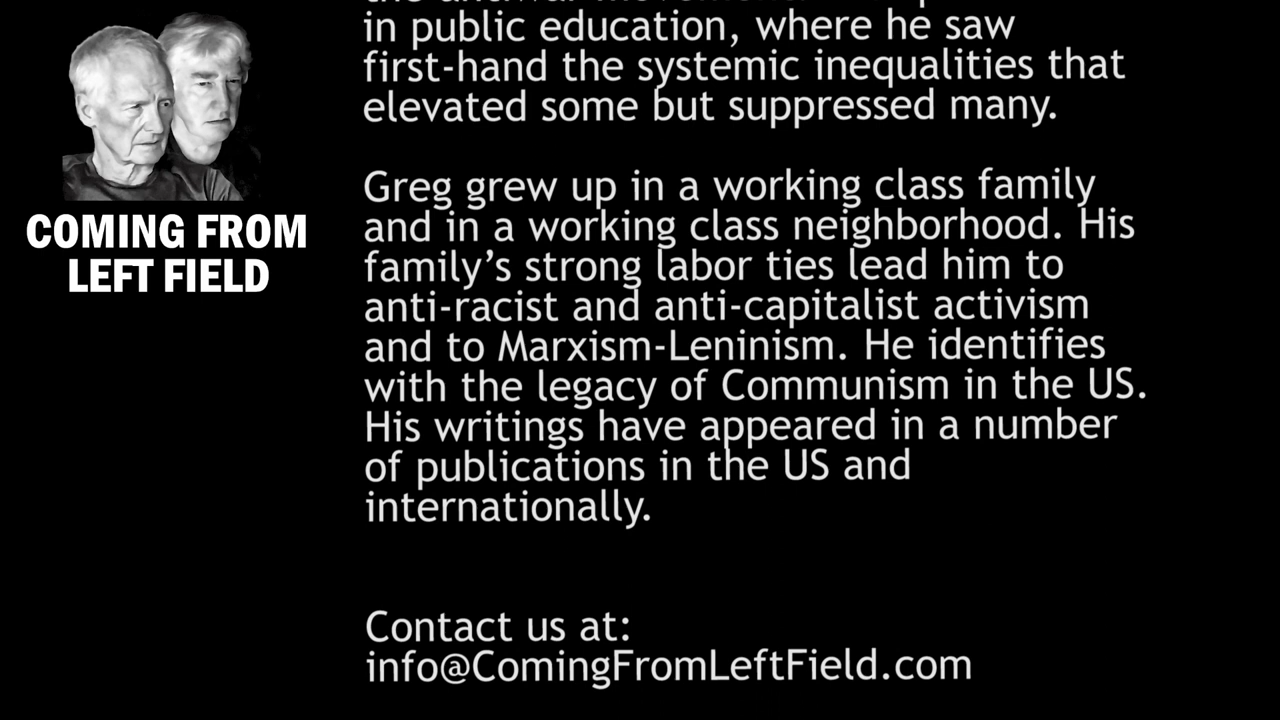 in public education, where he saw
first-hand the systemic inequalities that
elevated some but suppressed many.
Greg grew up in a working class family
and in a working class neighborhood. His
family’s strong labor ties lead him to
anti-racist and anti-capitalist activism
and to Marxism-Leninism. He identifies
with the legacy of Communism in the US.
His writings have appeared in a number
of publications in the US and
internationally.
Contact us at:
info@ComingFromLeftField.com
COMING FROM
LEFT FIELD